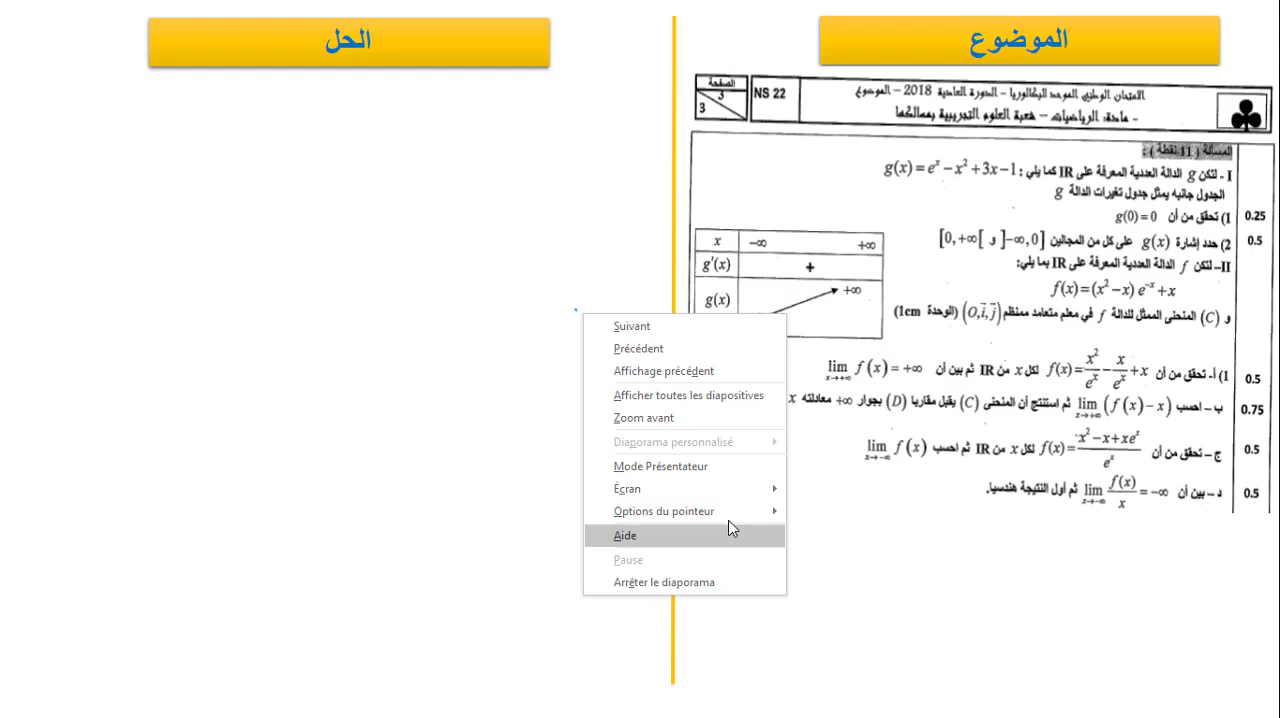 الموضوع
الحل
الامتحان الوطني الموحد للبكالوريا - الدورة العادية 2018 - الموضوع
- مادة: الرياضيات - شعبة العلوم التجريبية بمسالكها
NS 22
الصفحة
3
3
المسألة ( 11 نقطة ) :
I - لتكن g الدالة العددية المعرفة على IR كما يلي : g(x) = e^x − x^2 + 3x − 1
الجدول جانبه يمثل جدول تغيرات الدالة g
1) تحقق من أن g(0) = 0 0.25
2) حدد إشارة g(x) على كل من المجالين ]−∞,0] و [0,+∞[ 0.5
x −∞ +∞
g'(x) +
g(x) +∞
II– لتكن f الدالة العددية المعرفة على IR بما يلي:
f(x) = (x^2 − x) e^{−x} + x
و (C) المنحنى الممثل للدالة f في معلم متعامد ممنظم (O, i, j) (الوحدة 1cm)
1) أ- تحقق من أن f(x) = x^2/e^x − x/e^x + x لكل x من IR ثم بين أن lim x→+∞ f(x) = +∞ 0.5
ب – احسب lim x→+∞ (f(x) − x) ثم استنتج أن المنحنى (C) يقبل مقاربا (D) بجوار +∞ معادلته x 0.75
ج – تحقق من أن f(x) = (x^2 − x + xe^x)/e^x لكل x من IR ثم احسب lim x→−∞ f(x) 0.5
د – بين أن lim x→−∞ f(x)/x = −∞ ثم أول النتيجة هندسيا. 0.5
Suivant
Précédent
Affichage précédent
Afficher toutes les diapositives
Zoom avant
Diaporama personnalisé
Mode Présentateur
Écran
Options du pointeur
Aide
Pause
Arrêter le diaporama